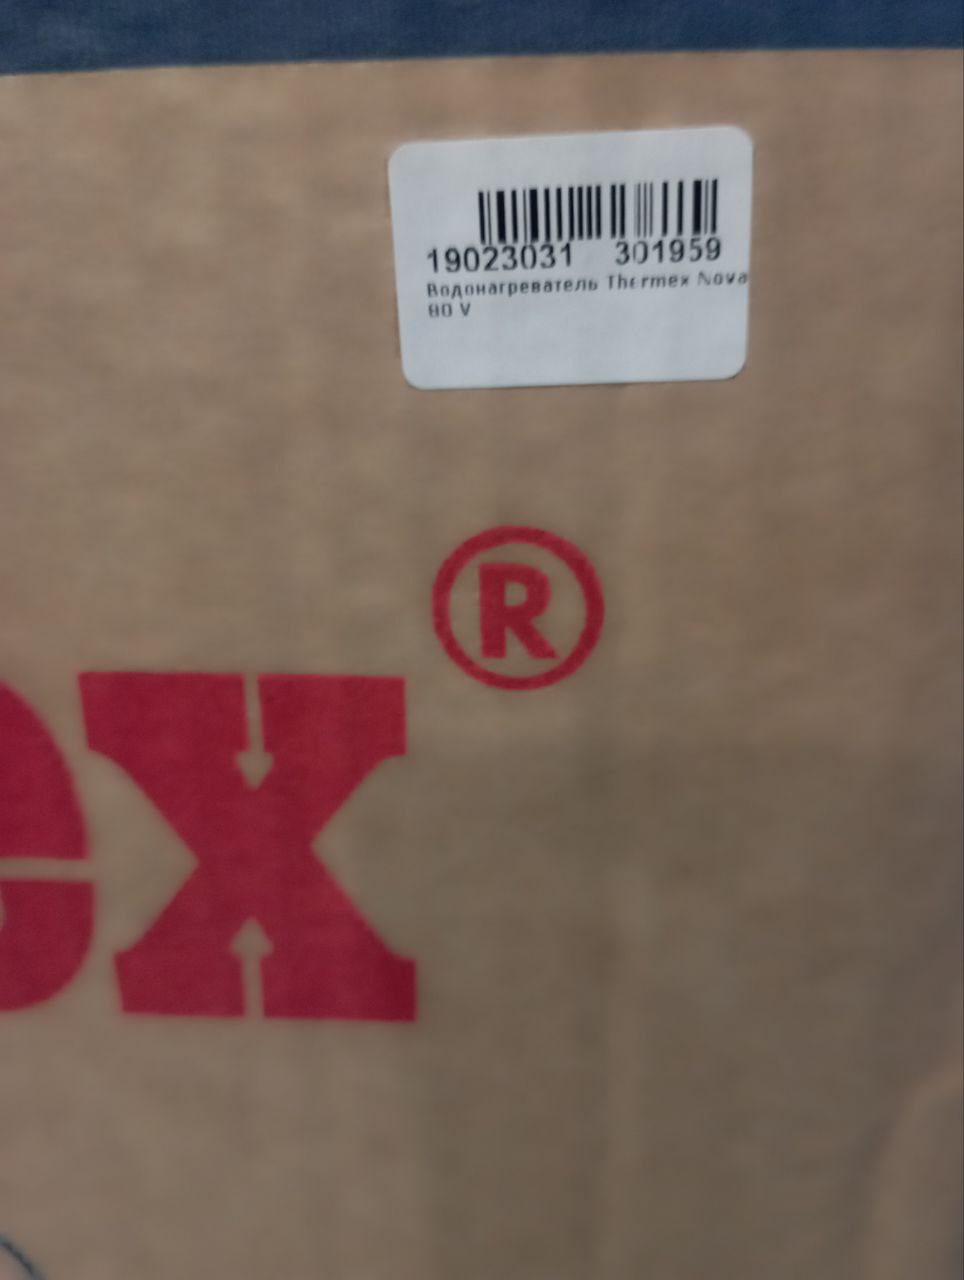 19023031 301959
Водонагреватель Thermex Nova
80 V
®
ex